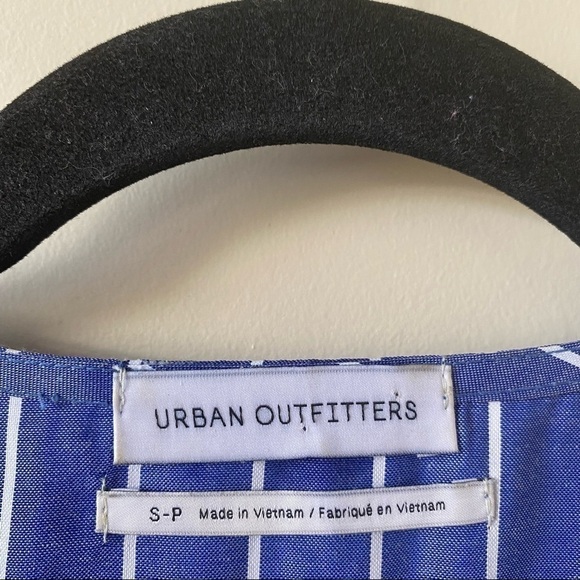 URBAN OUTFITTERS
S-P Made in Vietnam / Fabriqué en Vietnam